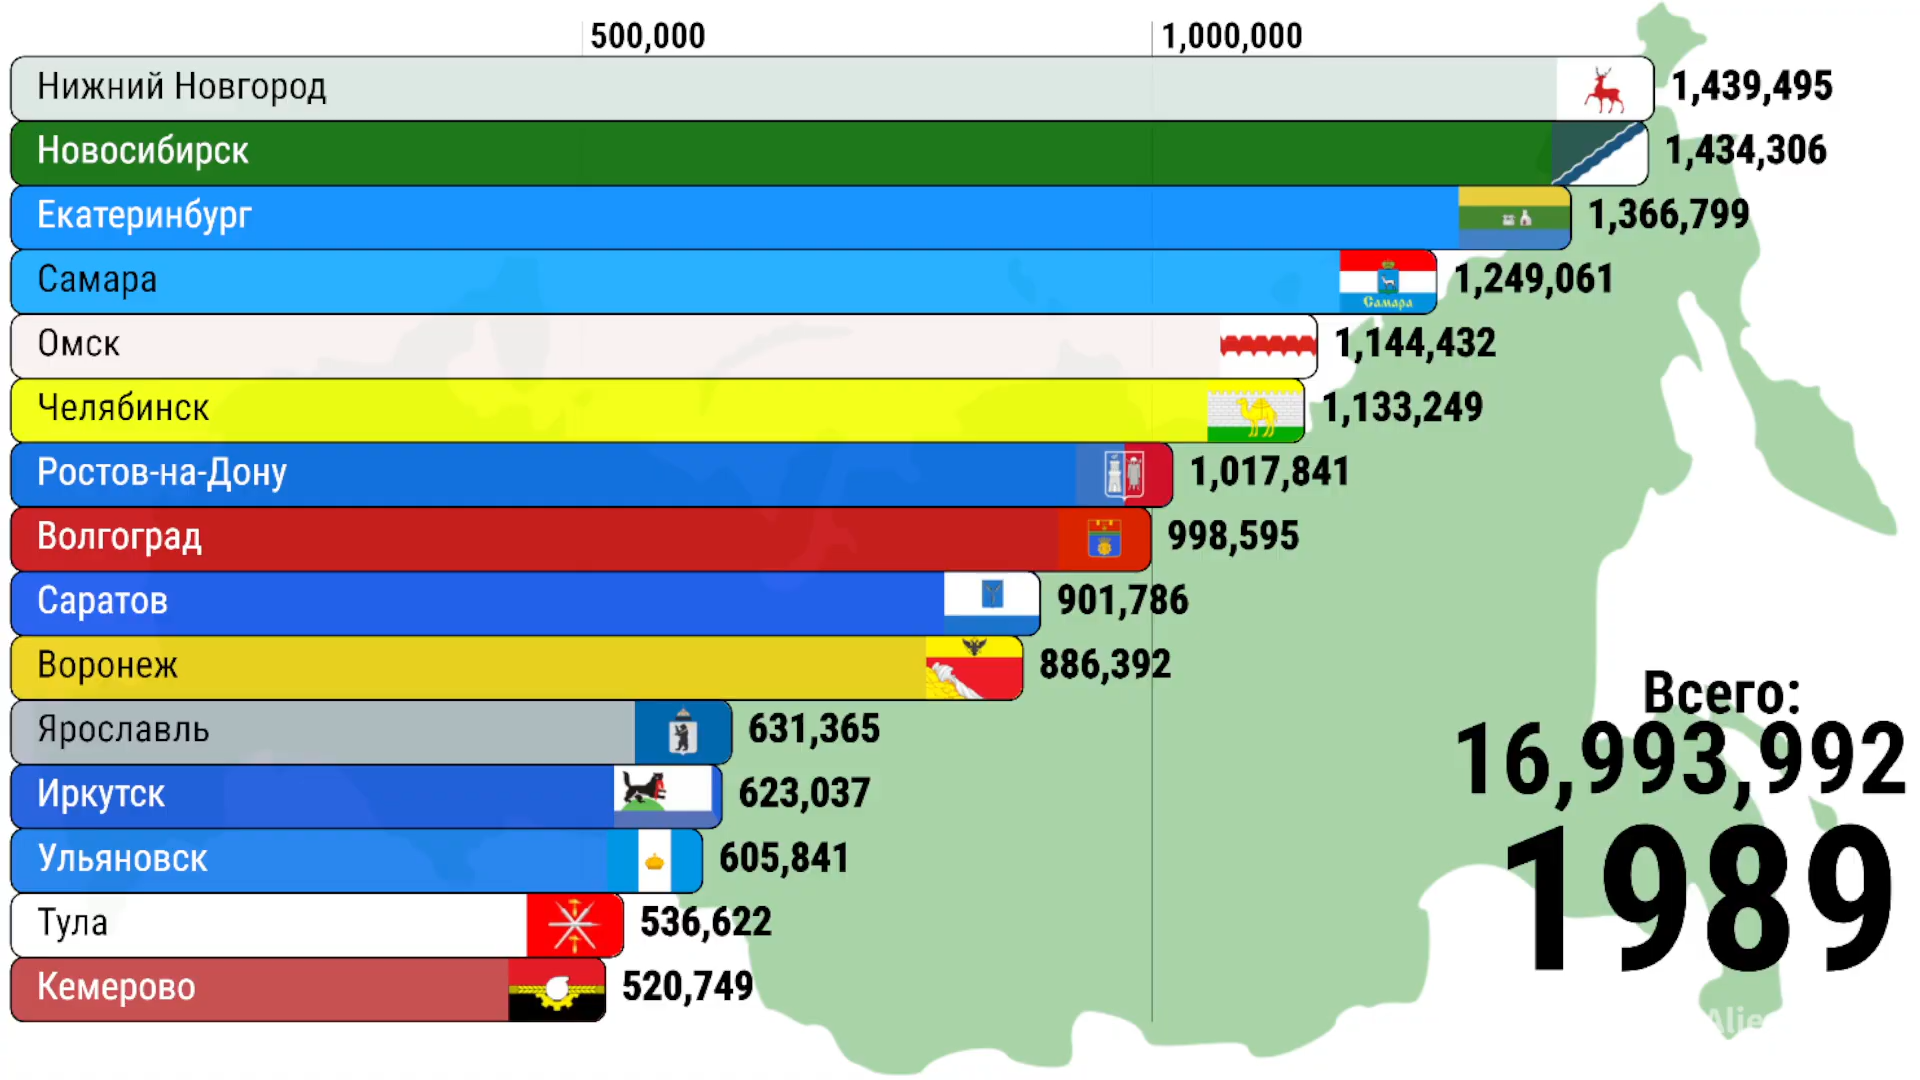 500,000 1,000,000
Нижний Новгород 1,439,495
Новосибирск 1,434,306
Екатеринбург 1,366,799
Самара Самара 1,249,061
Омск 1,144,432
Челябинск 1,133,249
Ростов-на-Дону 1,017,841
Волгоград 998,595
Саратов 901,786
Воронеж 886,392
Ярославль 631,365
Иркутск 623,037
Ульяновск 605,841
Тула 536,622
Кемерово 520,749
Всего:
16,993,992
1989